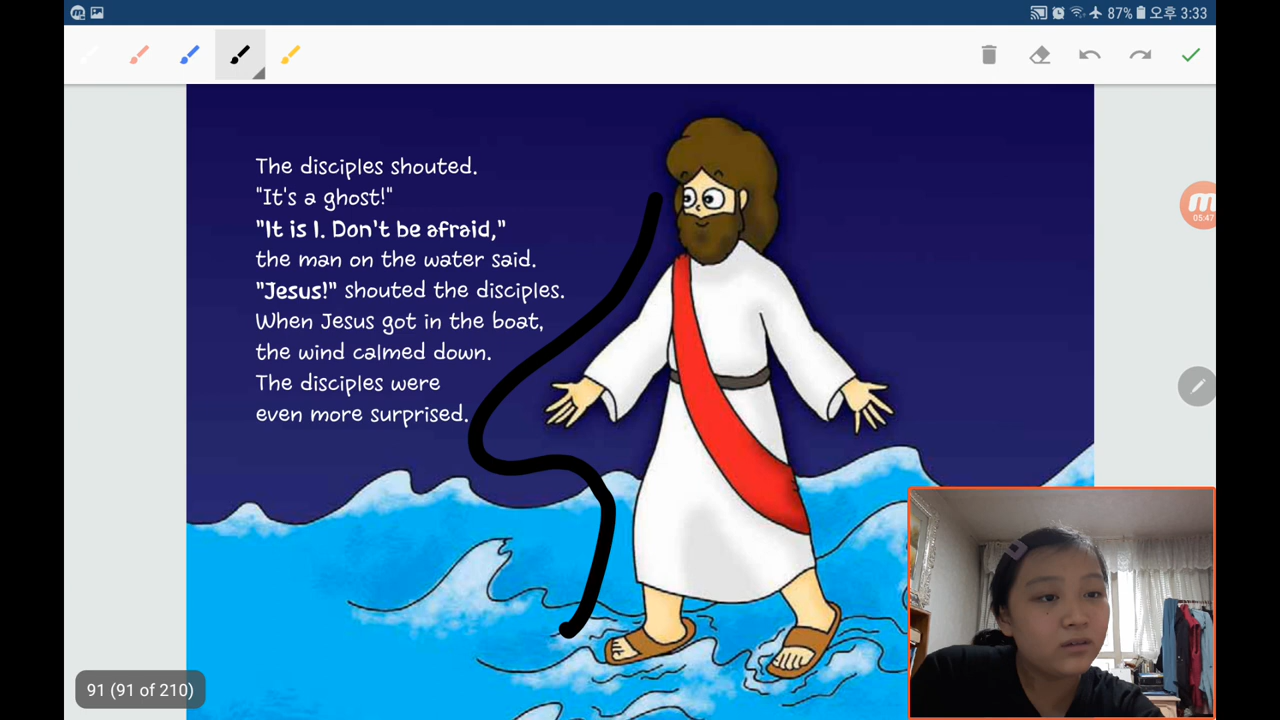 87% 오후 3:33
The disciples shouted.
"It's a ghost!"
"It is I. Don't be afraid,"
the man on the water said.
"Jesus!" shouted the disciples.
When Jesus got in the boat,
the wind calmed down.
The disciples were
even more surprised.
05:47
91 (91 of 210)